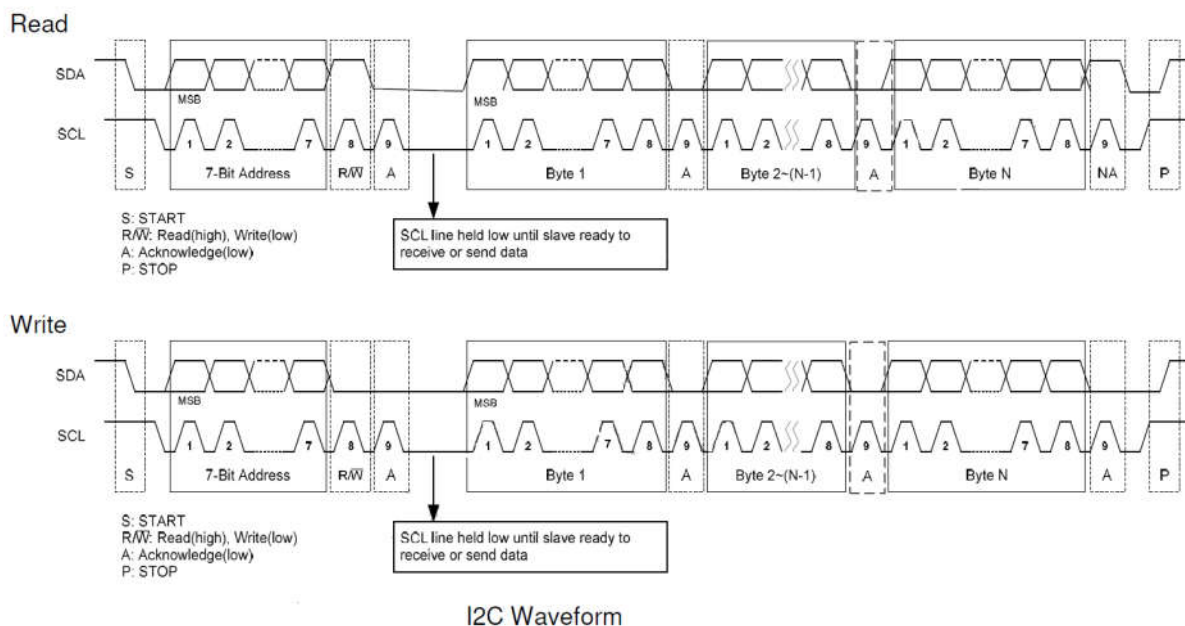 Read
SDA
MSB
MSB
SCL
1 2 7 8 9 1 2 7 8 9 1 2 8 9 1 2 7 8 9
S 7-Bit Address R/W̅ A Byte 1 A Byte 2~(N-1) A Byte N NA P
S: START
R/W̅: Read(high), Write(low)
A: Acknowledge(low)
P: STOP
SCL line held low until slave ready to
receive or send data
Write
SDA
MSB
MSB
SCL
1 2 7 8 9 1 2 7 8 9 1 2 8 9 1 2 7 8 9
S 7-Bit Address R/W̅ A Byte 1 A Byte 2~(N-1) A Byte N A P
S: START
R/W̅: Read(high), Write(low)
A: Acknowledge(low)
P: STOP
SCL line held low until slave ready to
receive or send data
I2C Waveform